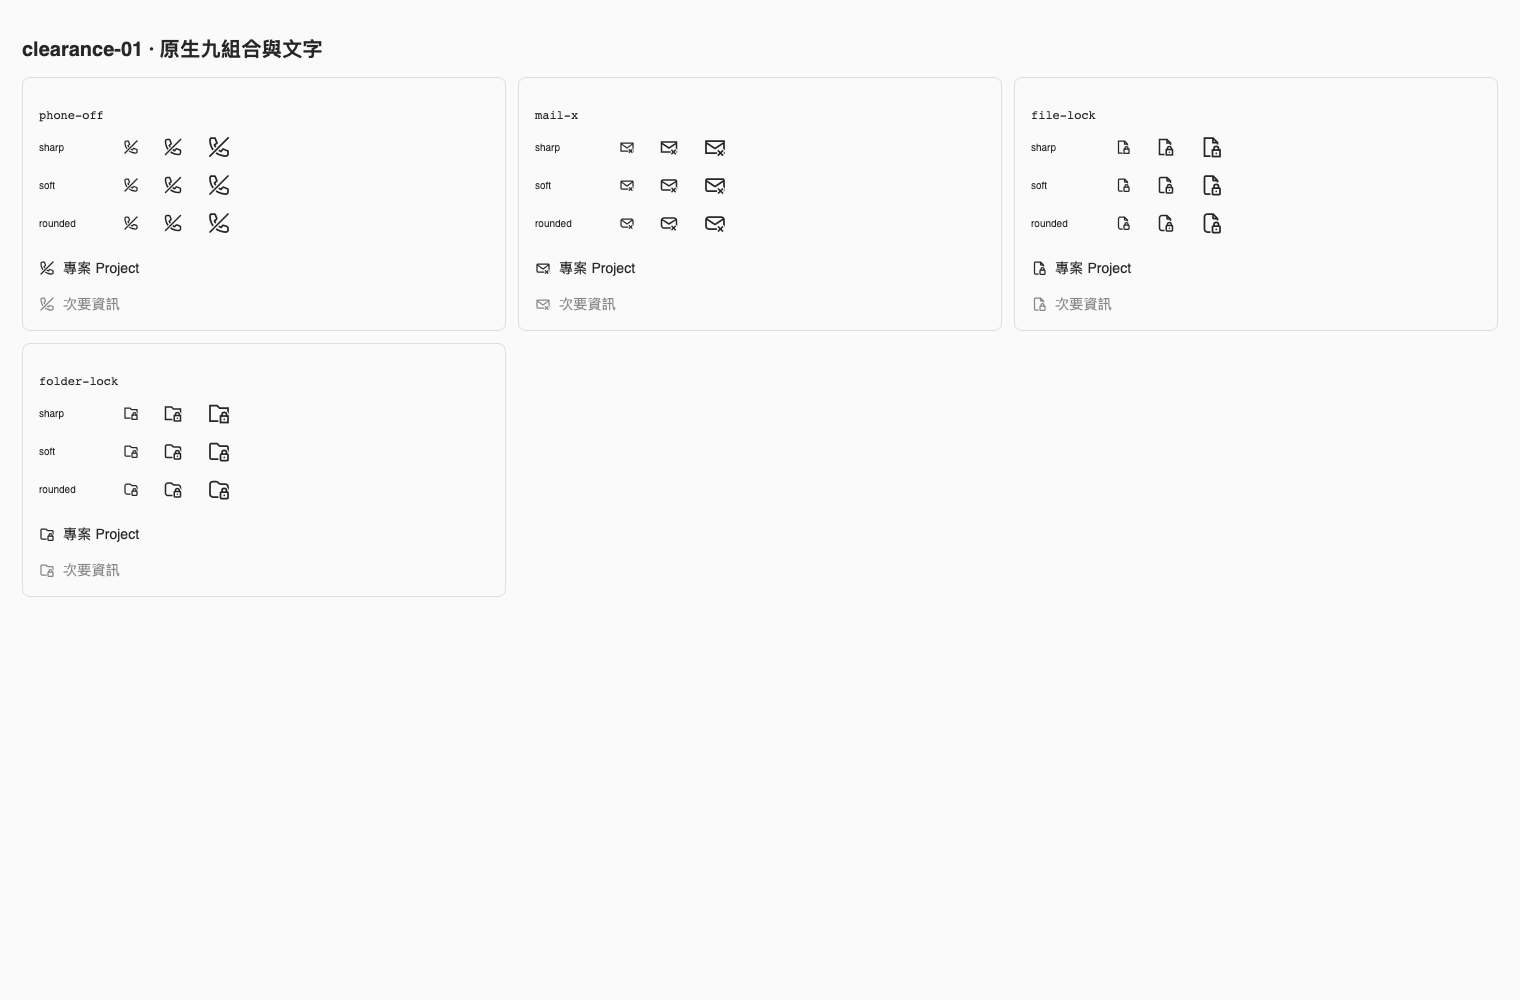 clearance-01 · 原生九組合與文字
phone-off
sharp
soft
rounded
專案 Project
次要資訊
mail-x
sharp
soft
rounded
專案 Project
次要資訊
file-lock
sharp
soft
rounded
專案 Project
次要資訊
folder-lock
sharp
soft
rounded
專案 Project
次要資訊